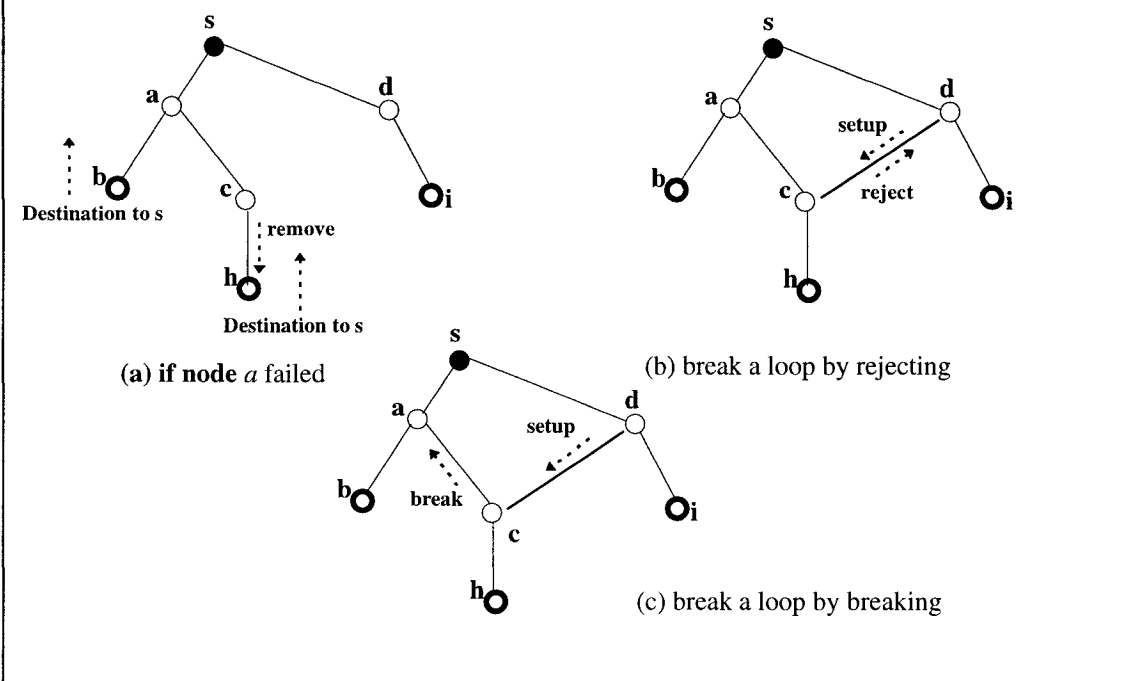 s
a
d
b
c
i
Destination to s
remove
h
Destination to s
(a) if node a failed
s
a
d
setup
b
c
reject
i
h
(b) break a loop by rejecting
s
a
d
setup
b
break
c
i
h
(c) break a loop by breaking